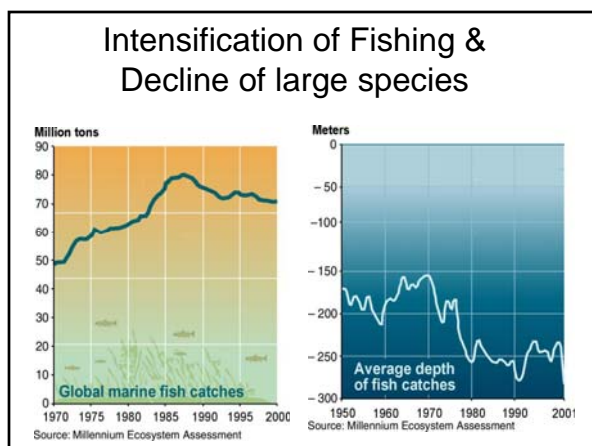 Intensification of Fishing &
Decline of large species
Million tons
90
80
70
60
50
40
30
20
10
0
Global marine fish catches
1970 1975 1980 1985 1990 1995 2000
Source: Millennium Ecosystem Assessment
Meters
0
– 50
-100
– 150
– 200
– 250
– 300
Average depth
of fish catches
1950 1960 1970 1980 1990 2001
Source: Millennium Ecosystem Assessment